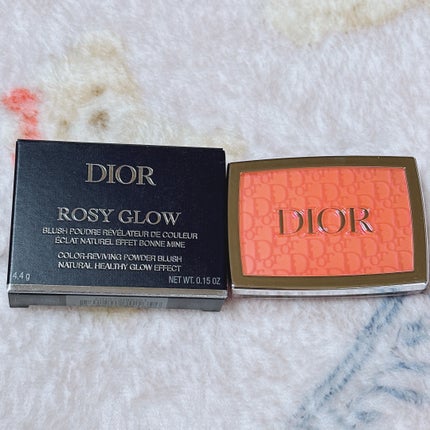 DIOR
ROSY GLOW
BLUSH POUDRE RÉVÉLATEUR DE COULEUR
ÉCLAT NATUREL EFFET BONNE MINE
COLOR-REVIVING POWDER BLUSH
NATURAL HEALTHY GLOW EFFECT
4.4 g
NET WT. 0.15 OZ
DIOR